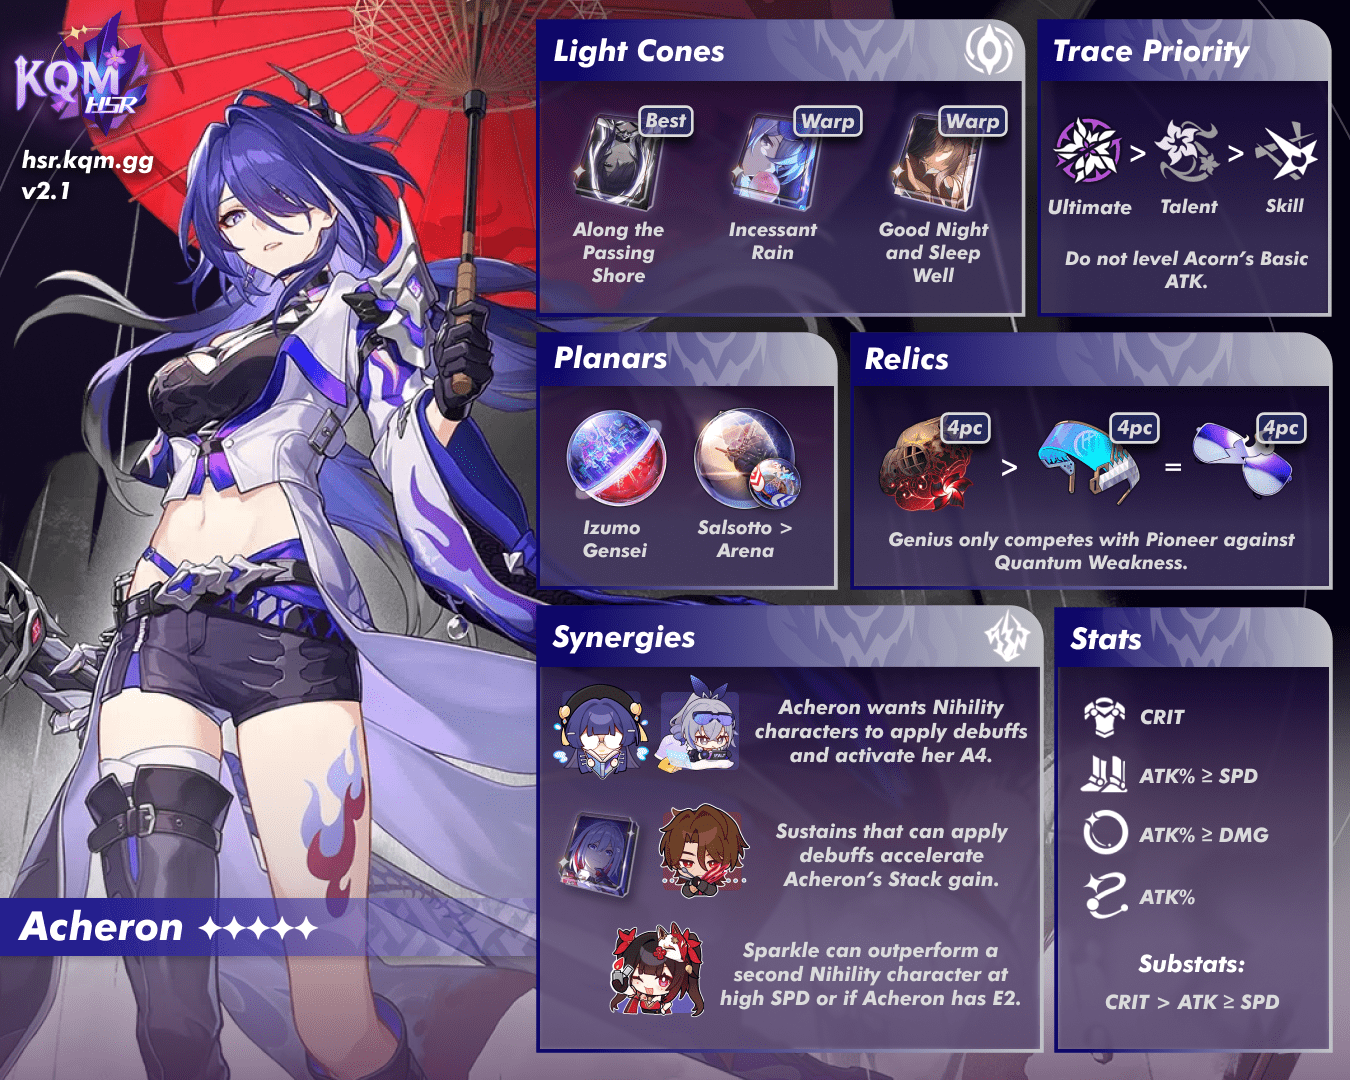 KQM
HSR
hsr.kqm.gg
v2.1
Acheron
Light Cones
Best
Along the
Passing
Shore
Warp
Incessant
Rain
Warp
Good Night
and Sleep
Well
Trace Priority
Ultimate > Talent > Skill
Do not level Acorn's Basic
ATK.
Planars
Izumo
Gensei
Salsotto >
Arena
Relics
4pc > 4pc = 4pc
Genius only competes with Pioneer against
Quantum Weakness.
Synergies
Acheron wants Nihility
characters to apply debuffs
and activate her A4.
Sustains that can apply
debuffs accelerate
Acheron's Stack gain.
Sparkle can outperform a
second Nihility character at
high SPD or if Acheron has E2.
Stats
CRIT
ATK% ≥ SPD
ATK% ≥ DMG
ATK%
Substats:
CRIT > ATK ≥ SPD